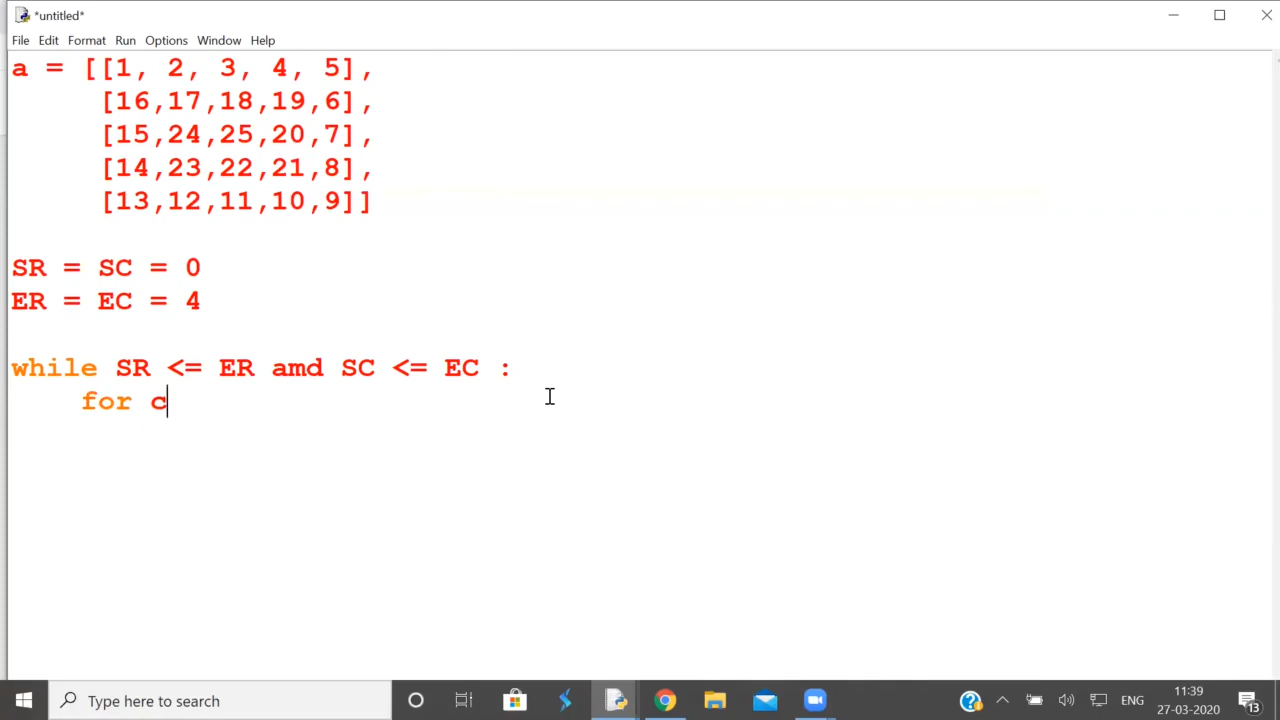 *untitled*
File Edit Format Run Options Window Help
a = [[1, 2, 3, 4, 5],
[16,17,18,19,6],
[15,24,25,20,7],
[14,23,22,21,8],
[13,12,11,10,9]]
SR = SC = 0
ER = EC = 4
while SR <= ER amd SC <= EC :
for c
Type here to search
ENG
11:39
27-03-2020
13